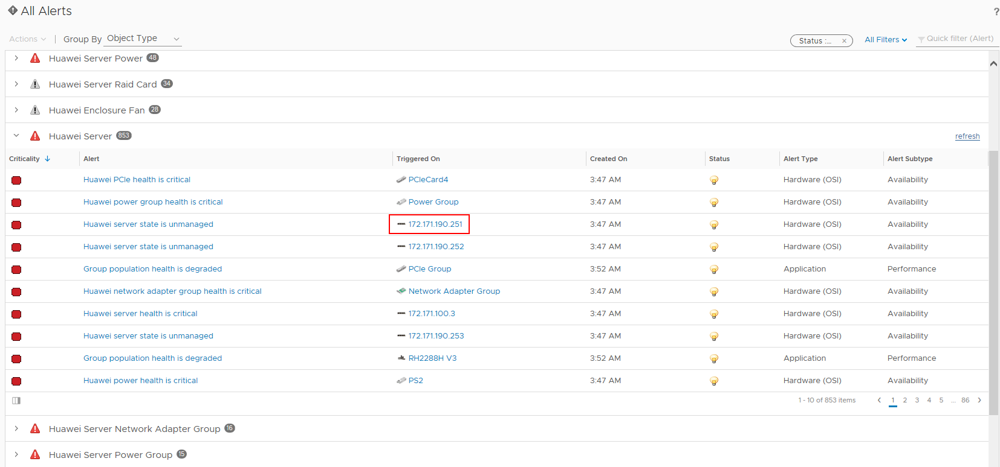 All Alerts
?
Actions | Group By Object Type Status :... × All Filters Quick filter (Alert)
Huawei Server Power 48
Huawei Server Raid Card 34
Huawei Enclosure Fan 28
Huawei Server 853 refresh
Criticality Alert Triggered On Created On Status Alert Type Alert Subtype
Huawei PCIe health is critical PCIeCard4 3:47 AM Hardware (OSI) Availability
Huawei power group health is critical Power Group 3:47 AM Hardware (OSI) Availability
Huawei server state is unmanaged 172.171.190.251 3:47 AM Hardware (OSI) Availability
Huawei server state is unmanaged 172.171.190.252 3:47 AM Hardware (OSI) Availability
Group population health is degraded PCIe Group 3:52 AM Application Performance
Huawei network adapter group health is critical Network Adapter Group 3:47 AM Hardware (OSI) Availability
Huawei server health is critical 172.171.100.3 3:47 AM Hardware (OSI) Availability
Huawei server state is unmanaged 172.171.190.253 3:47 AM Hardware (OSI) Availability
Group population health is degraded RH2288H V3 3:52 AM Application Performance
Huawei power health is critical PS2 3:47 AM Hardware (OSI) Availability
1 - 10 of 853 items 1 2 3 4 5 ... 86
Huawei Server Network Adapter Group 16
Huawei Server Power Group 15